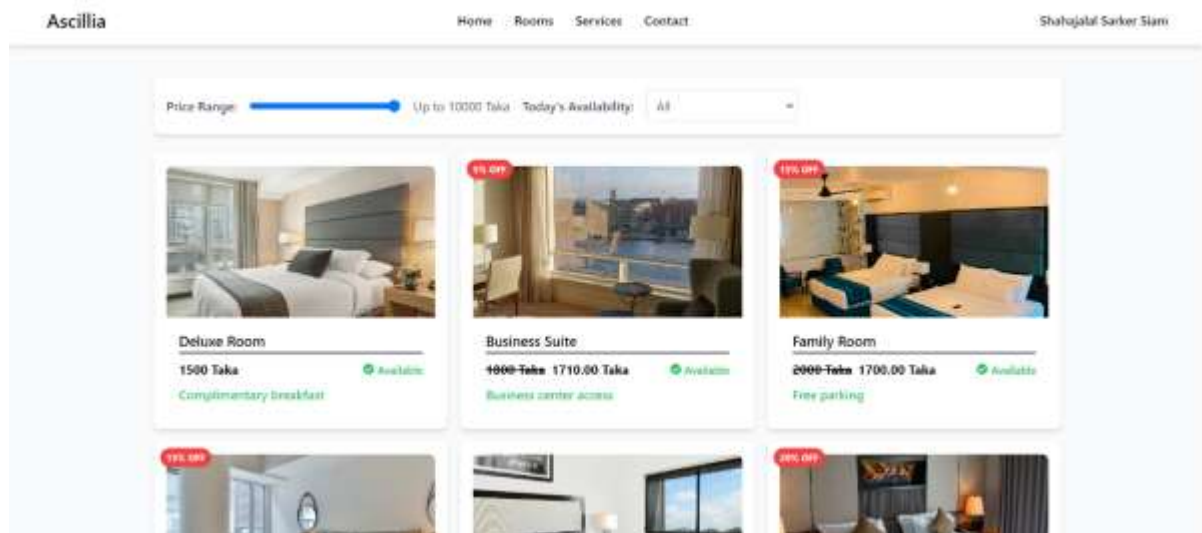 Ascillia Home Rooms Services Contact Shahajalal Sarker Siam
Price Range: Up to 10000 Taka Today's Availability: All
5% OFF 15% OFF
Deluxe Room Business Suite Family Room
1500 Taka Available 1800 Taka 1710.00 Taka Available 2000 Taka 1700.00 Taka Available
Complimentary breakfast Business center access Free parking
20% OFF